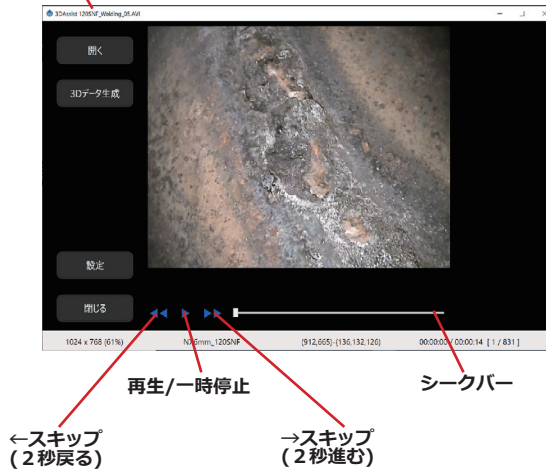 3DAssist 120SNF_Welding_05.AVI
開く
3Dデータ生成
設定
閉じる
1024 x 768 (61%)
NX6mm_120SNF
(912,665)-(136,132,126)
00:00:00 / 00:00:14 [ 1 / 831 ]
再生/一時停止
シークバー
←スキップ
(２秒戻る)
→スキップ
(２秒進む)